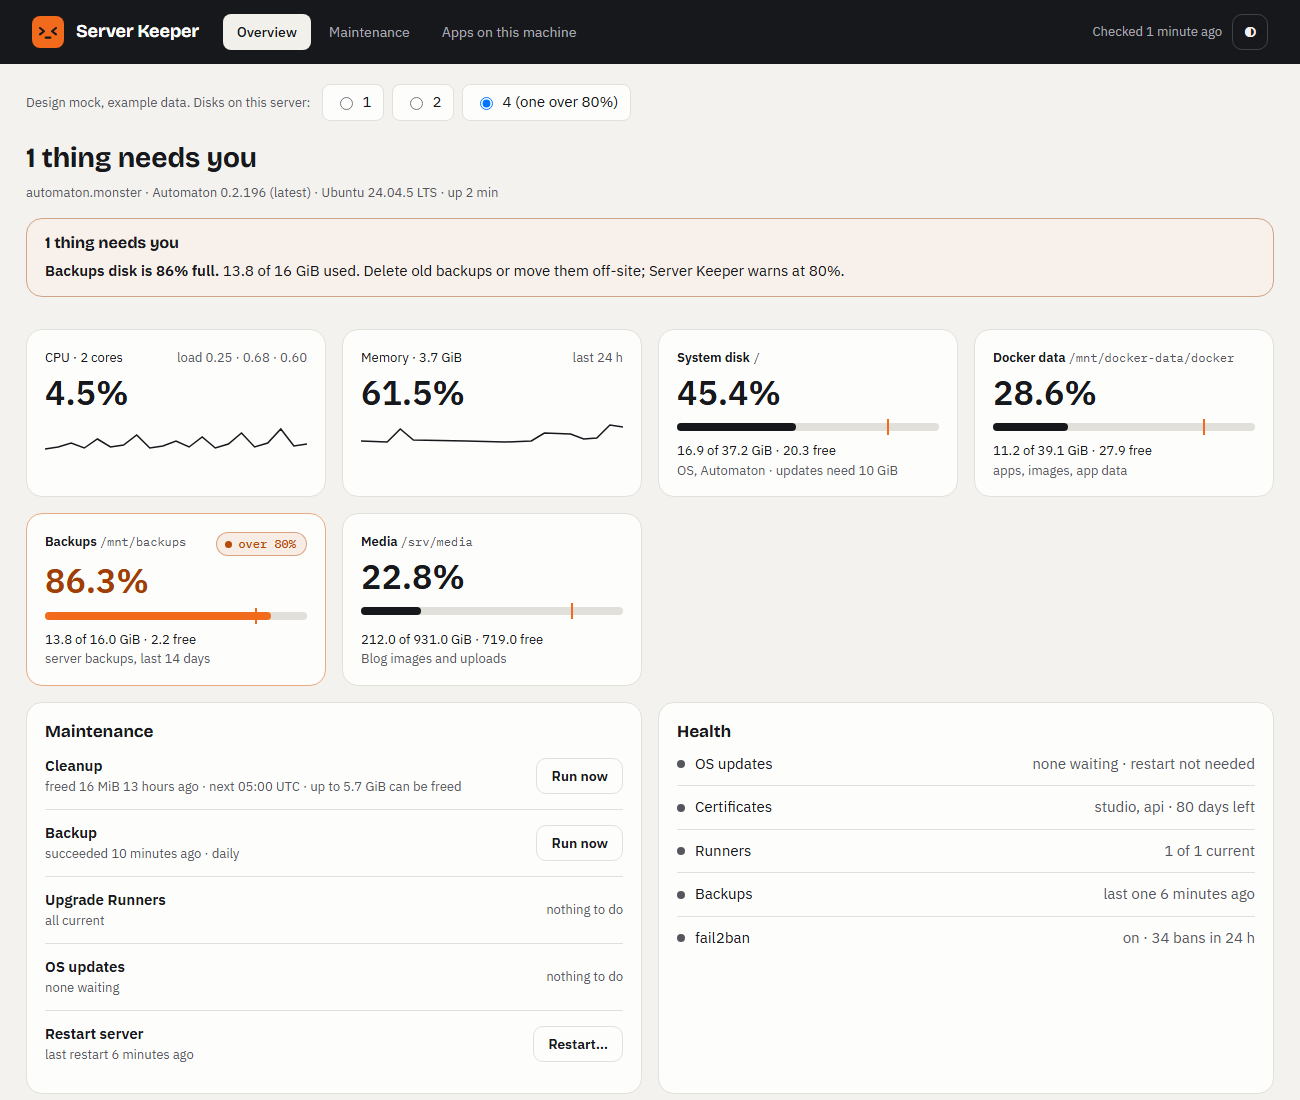 Server Keeper
Overview
Maintenance
Apps on this machine
Checked 1 minute ago
Design mock, example data. Disks on this server:
1
2
4 (one over 80%)
1 thing needs you
automaton.monster · Automaton 0.2.196 (latest) · Ubuntu 24.04.5 LTS · up 2 min
1 thing needs you
Backups disk is 86% full. 13.8 of 16 GiB used. Delete old backups or move them off-site; Server Keeper warns at 80%.
CPU · 2 cores
load 0.25 · 0.68 · 0.60
4.5%
Memory · 3.7 GiB
last 24 h
61.5%
System disk /
45.4%
16.9 of 37.2 GiB · 20.3 free
OS, Automaton · updates need 10 GiB
Docker data /mnt/docker-data/docker
28.6%
11.2 of 39.1 GiB · 27.9 free
apps, images, app data
Backups /mnt/backups
over 80%
86.3%
13.8 of 16.0 GiB · 2.2 free
server backups, last 14 days
Media /srv/media
22.8%
212.0 of 931.0 GiB · 719.0 free
Blog images and uploads
Maintenance
Cleanup
freed 16 MiB 13 hours ago · next 05:00 UTC · up to 5.7 GiB can be freed
Run now
Backup
succeeded 10 minutes ago · daily
Run now
Upgrade Runners
all current
nothing to do
OS updates
none waiting
nothing to do
Restart server
last restart 6 minutes ago
Restart...
Health
OS updates
none waiting · restart not needed
Certificates
studio, api · 80 days left
Runners
1 of 1 current
Backups
last one 6 minutes ago
fail2ban
on · 34 bans in 24 h